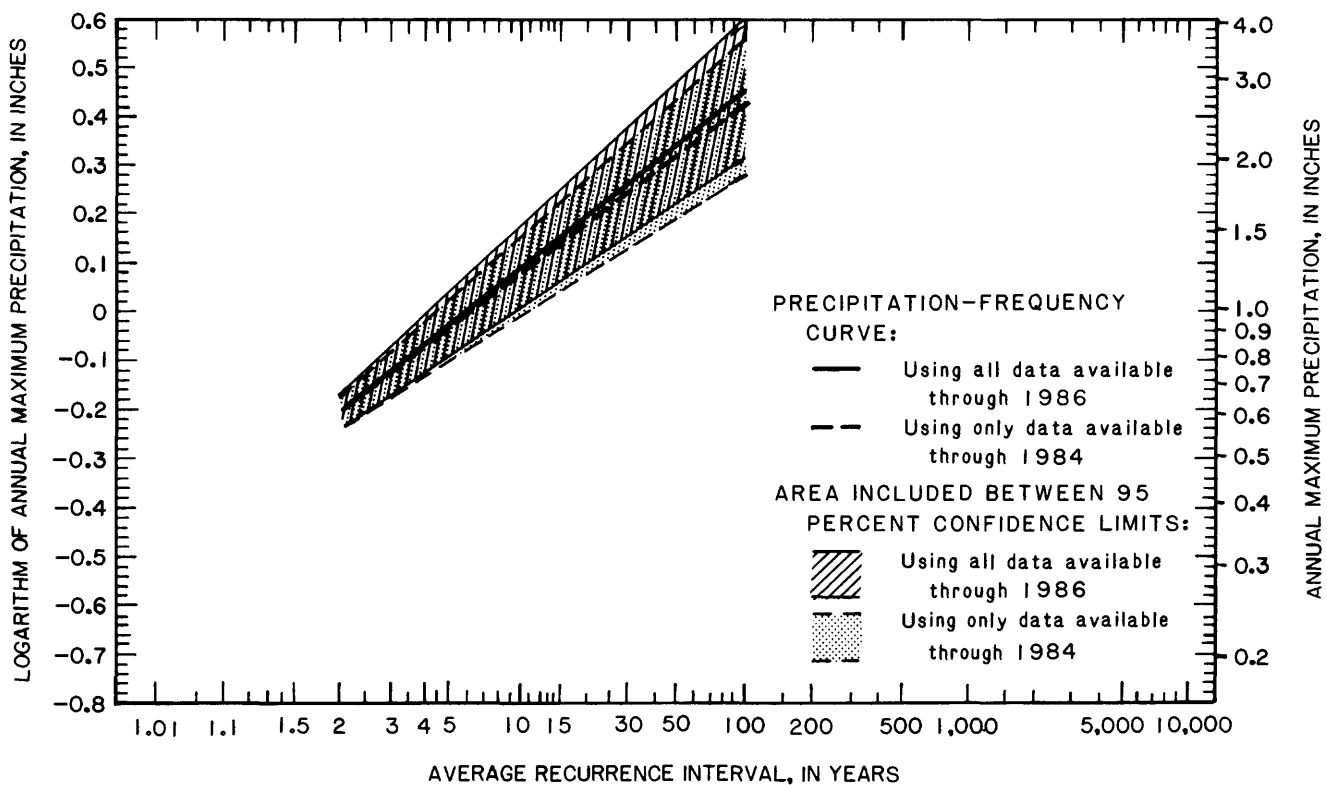 LOGARITHM OF ANNUAL MAXIMUM PRECIPITATION, IN INCHES
0.6
0.5
0.4
0.3
0.2
0.1
0
-0.1
-0.2
-0.3
-0.4
-0.5
-0.6
-0.7
-0.8
4.0
3.0
2.0
1.5
1.0
0.9
0.8
0.7
0.6
0.5
0.4
0.3
0.2
ANNUAL MAXIMUM PRECIPITATION, IN INCHES
PRECIPITATION-FREQUENCY
CURVE:
Using all data available
through 1986
Using only data available
through 1984
AREA INCLUDED BETWEEN 95
PERCENT CONFIDENCE LIMITS:
Using all data available
through 1986
Using only data available
through 1984
1.01 1.1 1.5 2 3 4 5 10 15 30 50 100 200 500 1,000 5,000 10,000
AVERAGE RECURRENCE INTERVAL, IN YEARS